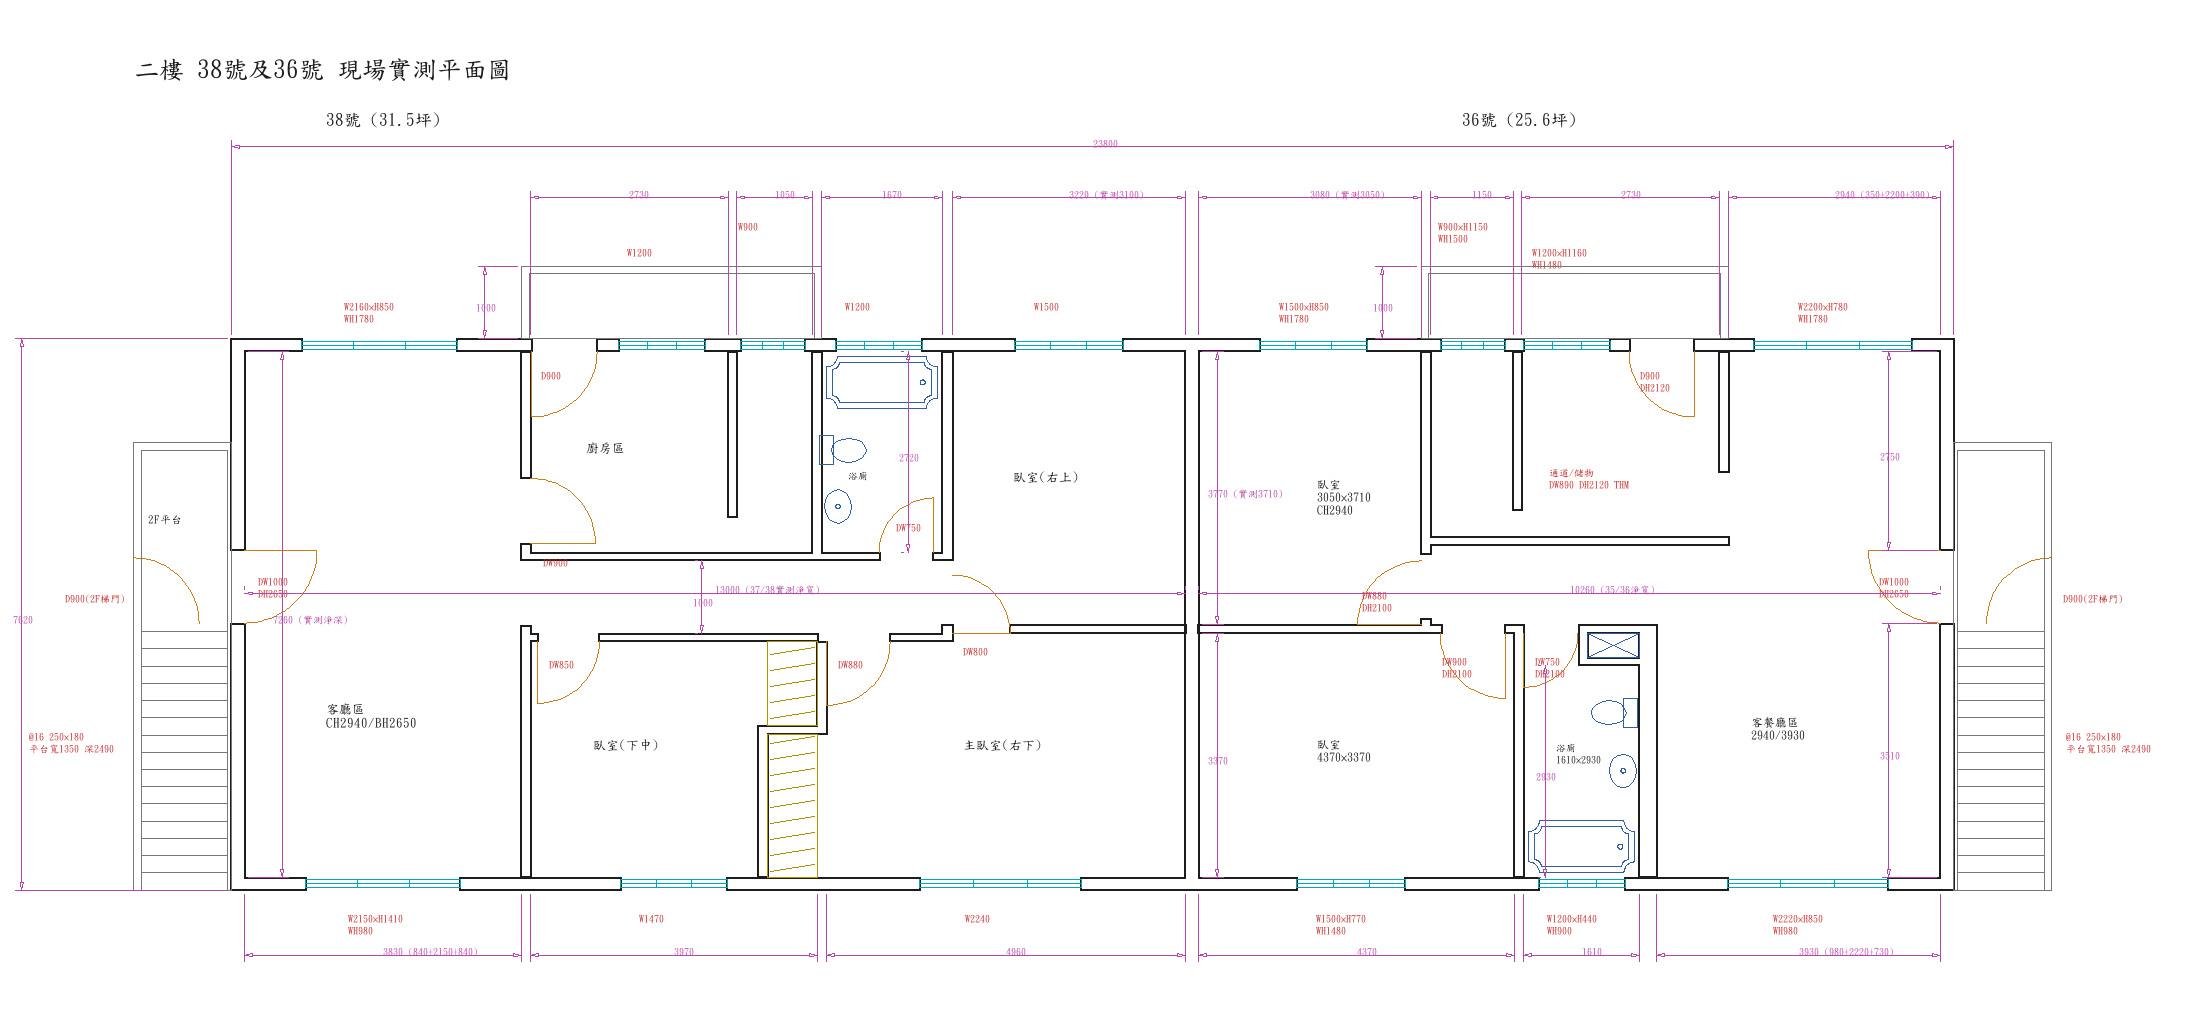 二樓 38號及36號 現場實測平面圖
38號 (31.5坪)
36號 (25.6坪)
23800
2730
1050
1670
3220 (實測3100)
3080 (實測3050)
1150
2730
2940 (350+2200+390)
W900
W900×H1150
WH1500
W1200
W1200×H1160
WH1480
W2160×H850
WH1780
1000
W1200
W1500
W1500×H850
WH1780
1000
W2200×H780
WH1780
D900
D900
DH2120
廚房區
浴廁
2720
臥室(右上)
3770 (實測3710)
臥室
3050×3710
CH2940
通道/儲物
DW890 DH2120 THM
2750
2F平台
DW750
DW900
DW1000
DH2650
13000 (37/38實測淨寬)
DW880
DH2100
10260 (35/36淨寬)
DW1000
DH2650
D900(2F梯門)
1000
D900(2F梯門)
7620
7260 (實測淨深)
DW850
DW880
DW800
DW900
DH2100
DW750
DH2100
客廳區
CH2940/BH2650
臥室(下中)
主臥室(右下)
3370
臥室
4370×3370
浴廁
1610×2930
2930
客餐廳區
2940/3930
3510
@16 250×180
平台寬1350 深2490
@16 250×180
平台寬1350 深2490
W2150×H1410
WH980
W1470
W2240
W1500×H770
WH1480
W1200×H440
WH900
W2220×H850
WH980
3830 (840+2150+840)
3970
4960
4370
1610
3930 (980+2220+730)